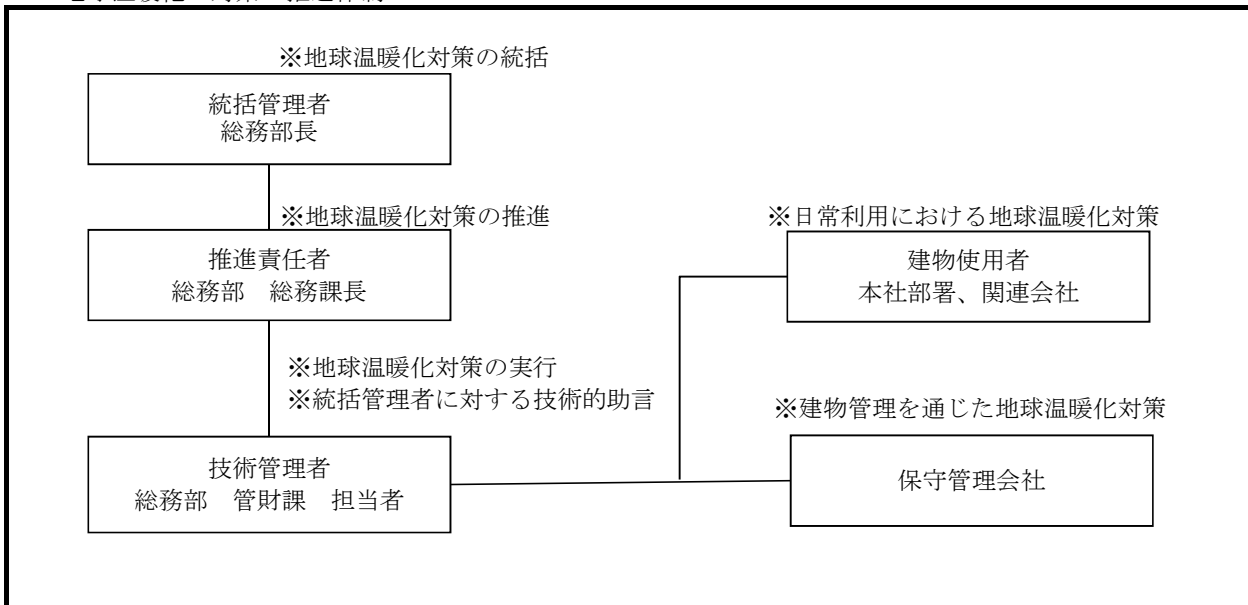 ※地球温暖化対策の統括
統括管理者
総務部長
※地球温暖化対策の推進
推進責任者
総務部　総務課長
※地球温暖化対策の実行
※統括管理者に対する技術的助言
技術管理者
総務部　管財課　担当者
※日常利用における地球温暖化対策
建物使用者
本社部署、関連会社
※建物管理を通じた地球温暖化対策
保守管理会社